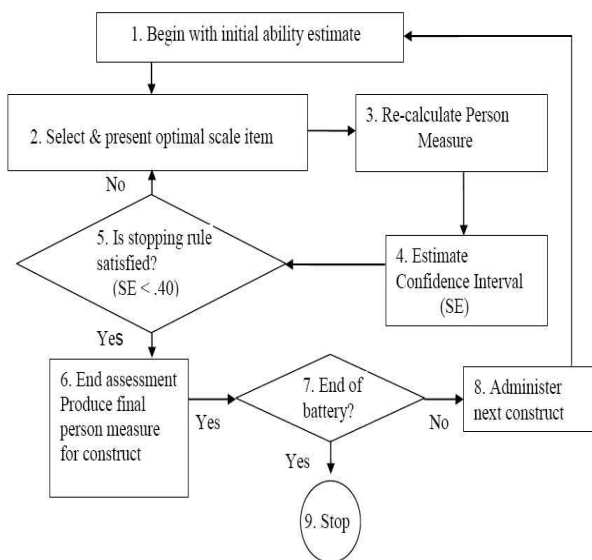 1. Begin with initial ability estimate
2. Select & present optimal scale item
3. Re-calculate Person
Measure
No
5. Is stopping rule
satisfied?
(SE < .40)
4. Estimate
Confidence Interval
(SE)
Yes
6. End assessment
Produce final
person measure
for construct
Yes
7. End of
battery?
No
8. Administer
next construct
Yes
9. Stop